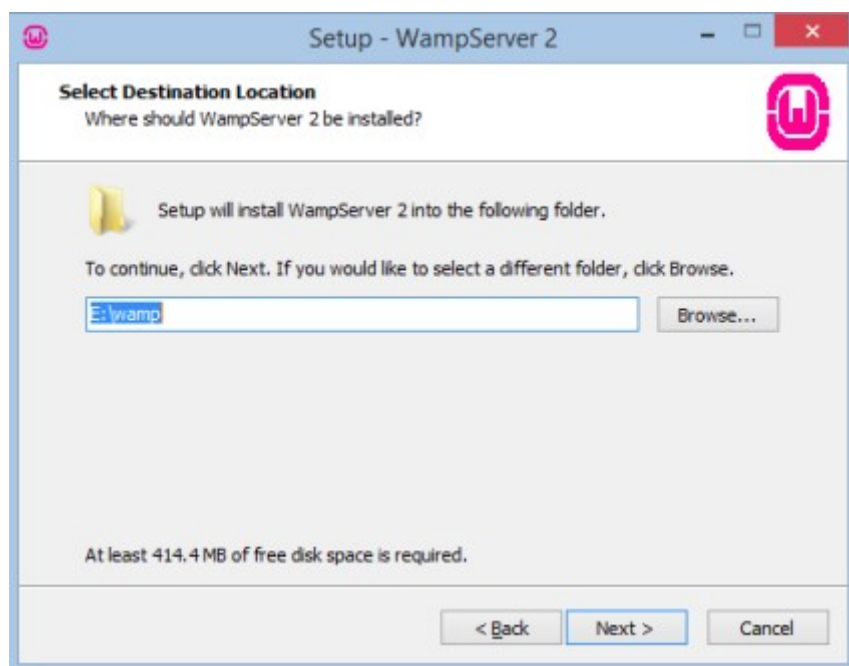 Setup - WampServer 2
Select Destination Location
Where should WampServer 2 be installed?
Setup will install WampServer 2 into the following folder.
To continue, click Next. If you would like to select a different folder, click Browse.
E:\wamp
Browse...
At least 414.4 MB of free disk space is required.
< Back
Next >
Cancel